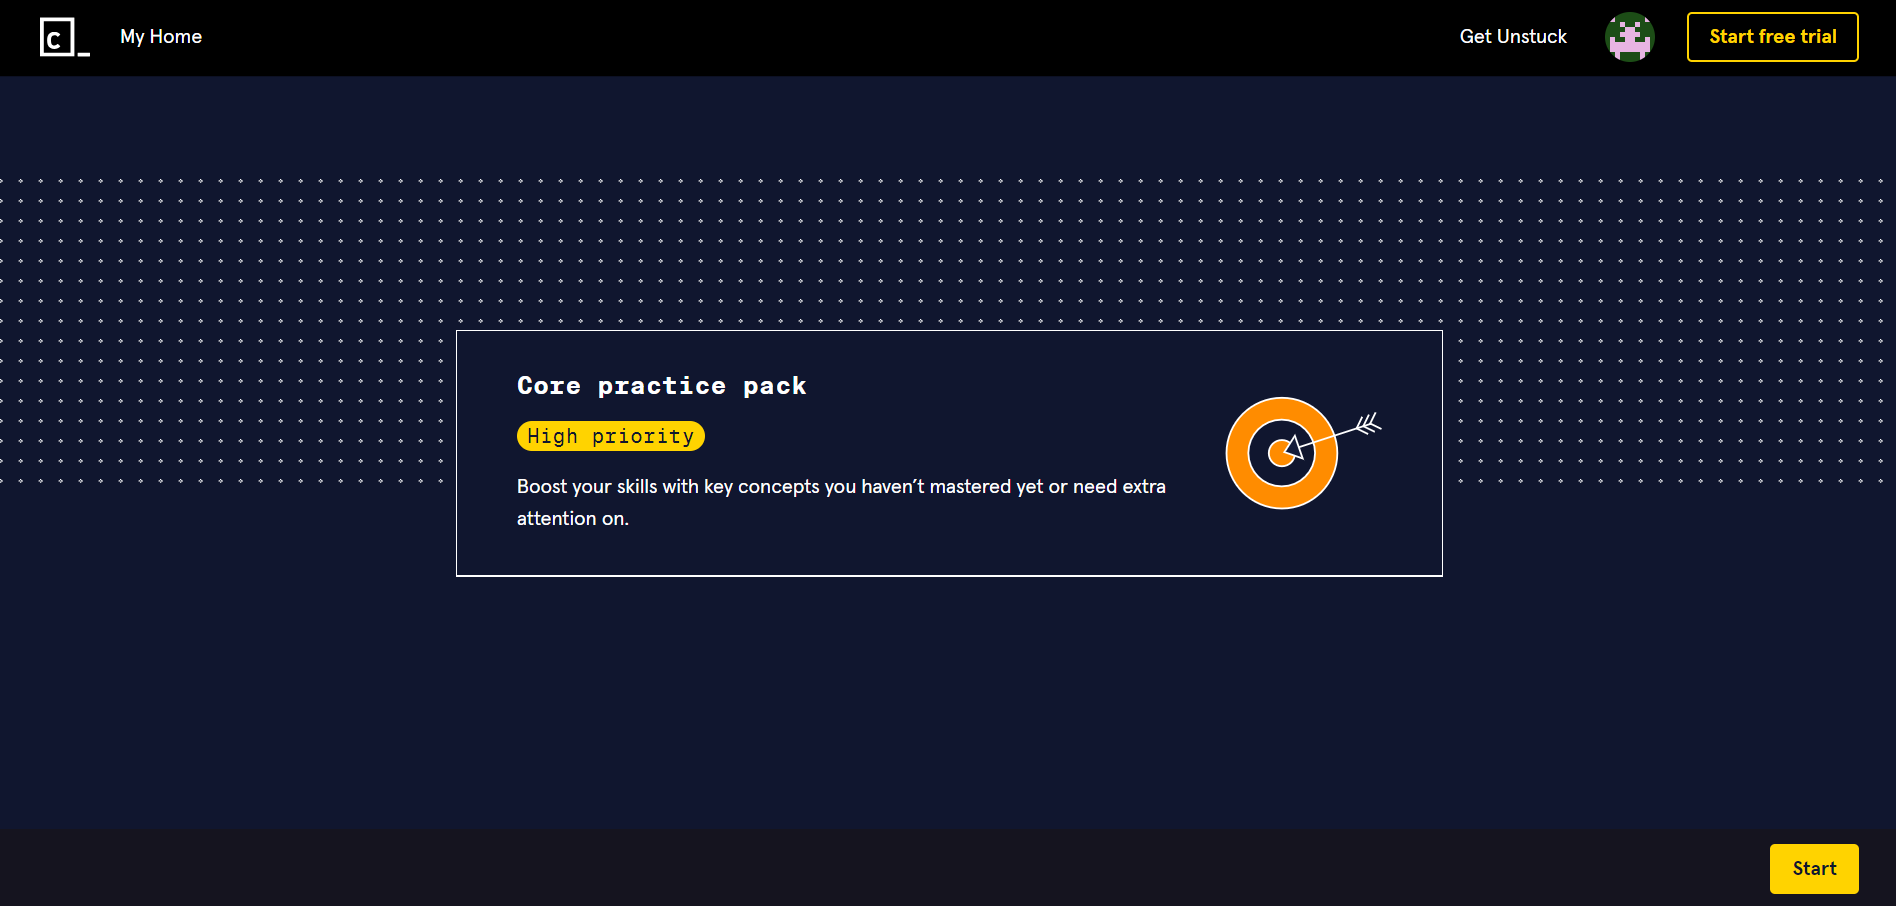 C_
My Home
Get Unstuck
Start free trial
Core practice pack
High priority
Boost your skills with key concepts you haven’t mastered yet or need extra
attention on.
Start